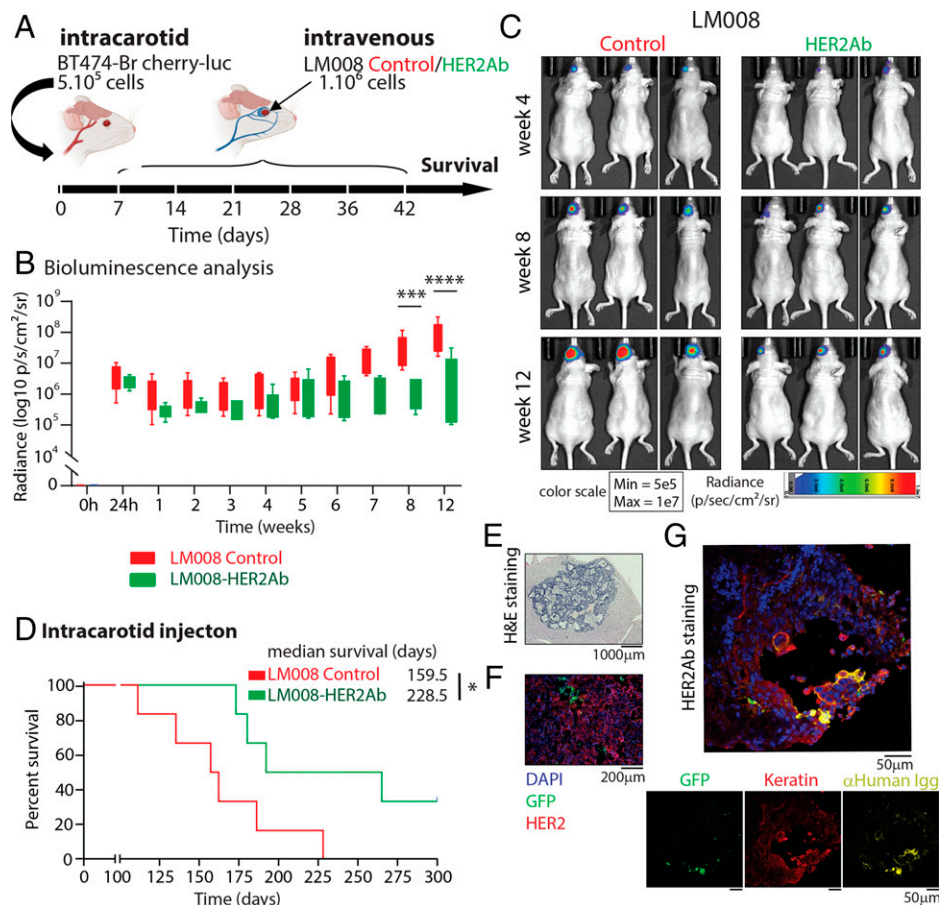 A
intracarotid
BT474-Br cherry-luc
5.10⁵ cells
intravenous
LM008 Control/HER2Ab
1.10⁶ cells
Survival
0 7 14 21 28 36 42
Time (days)
B Bioluminescence analysis
*** ****
Radiance (log10 p/s/cm²/sr)
10⁹
10⁸
10⁷
10⁶
10⁵
10⁴
0
0h 24h 1 2 3 4 5 6 7 8 12
Time (weeks)
LM008 Control
LM008-HER2Ab
C
LM008
Control HER2Ab
week 4
week 8
week 12
color scale
Min = 5e5
Max = 1e7
Radiance
(p/sec/cm²/sr)
D Intracarotid injecton
median survival (days)
LM008 Control 159.5
LM008-HER2Ab 228.5
*
Percent survival
100
80
60
40
20
0
0 100 125 150 175 200 225 250 275 300
Time (days)
E
H&E staining
1000μm
F
200μm
DAPI
GFP
HER2
G
HER2Ab staining
50μm
GFP Keratin αHuman Igg
50μm